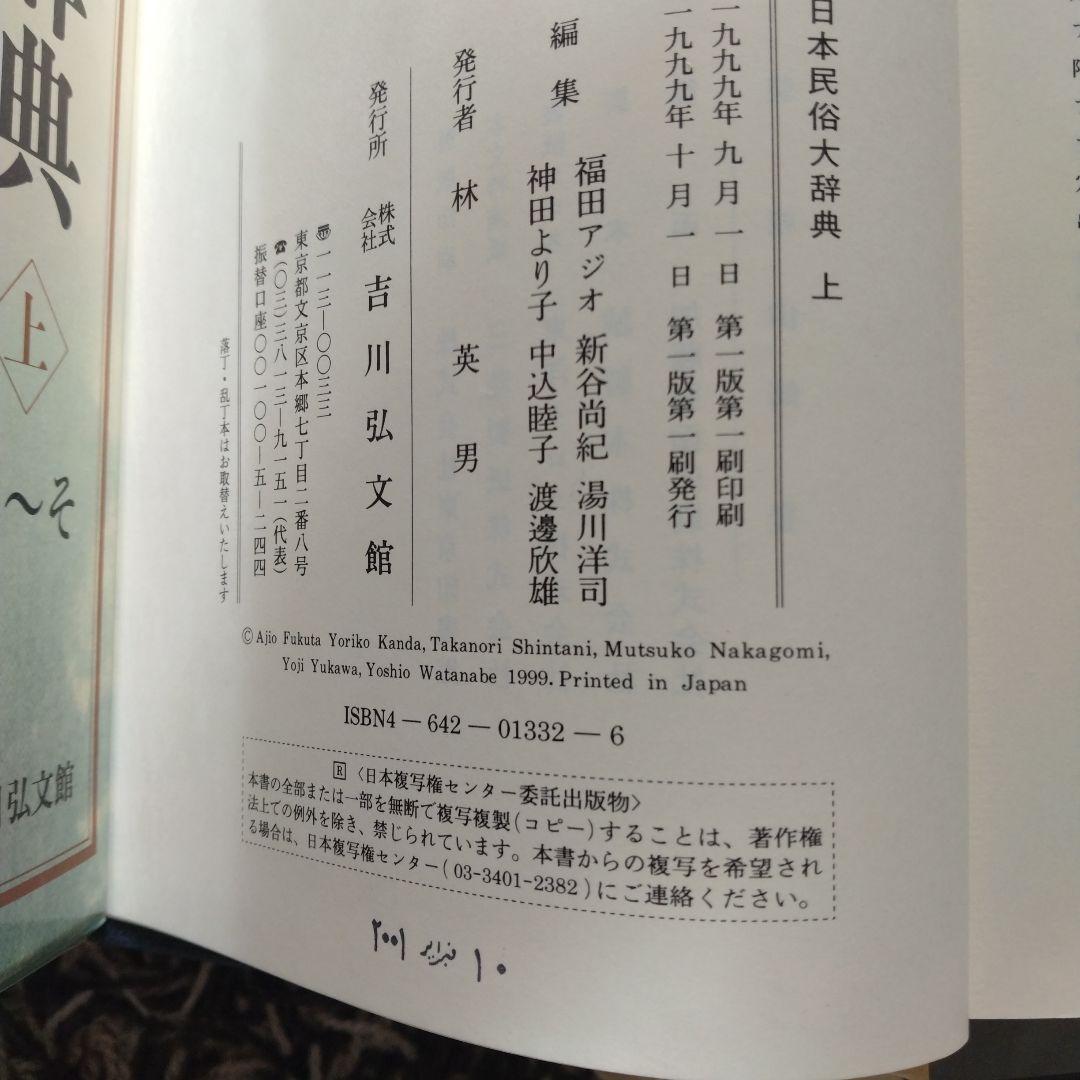 日本民俗大辞典 上
一九九九年 九月 一日 第一版第一刷印刷
一九九九年 十月 一日 第一版第一刷発行
編集
福田アジオ 新谷尚紀 湯川洋司
神田より子 中込睦子 渡邊欣雄
発行者 林 英男
発行所 株式会社 吉川弘文館
〠一一三―〇〇三三
東京都文京区本郷七丁目二番八号
☎(〇三)三八一三―九一五一(代表)
振替口座〇〇一〇〇―五―二四四
落丁・乱丁本はお取替えいたします
©Ajio Fukuta Yoriko Kanda, Takanori Shintani, Mutsuko Nakagomi,
Yoji Yukawa, Yoshio Watanabe 1999. Printed in Japan
ISBN4―642―01332―6
R 〈日本複写権センター委託出版物〉
本書の全部または一部を無断で複写複製(コピー)することは、著作権
法上での例外を除き、禁じられています。本書からの複写を希望され
る場合は、日本複写権センター(03-3401-2382)にご連絡ください。
١٠ فبراير ٢٠٠١
典
上
～そ
弘文館